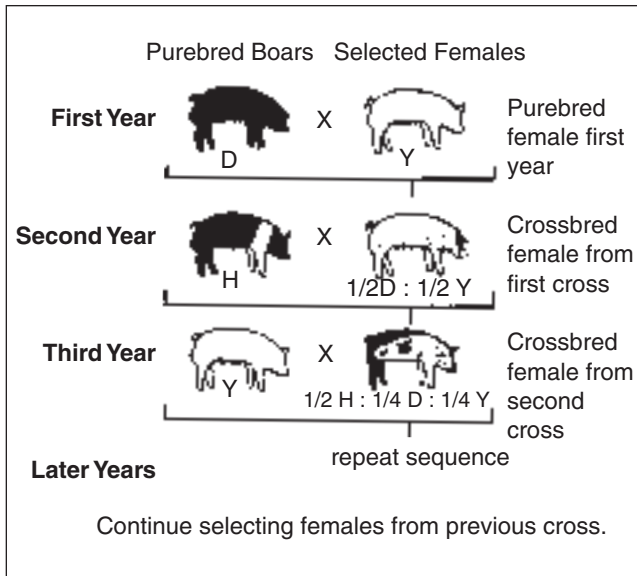 Purebred Boars Selected Females
First Year
X
D
Y
Purebred
female first
year
Second Year
X
H
1/2D : 1/2 Y
Crossbred
female from
first cross
Third Year
X
Y
1/2 H : 1/4 D : 1/4 Y
Crossbred
female from
second
cross
repeat sequence
Later Years
Continue selecting females from previous cross.